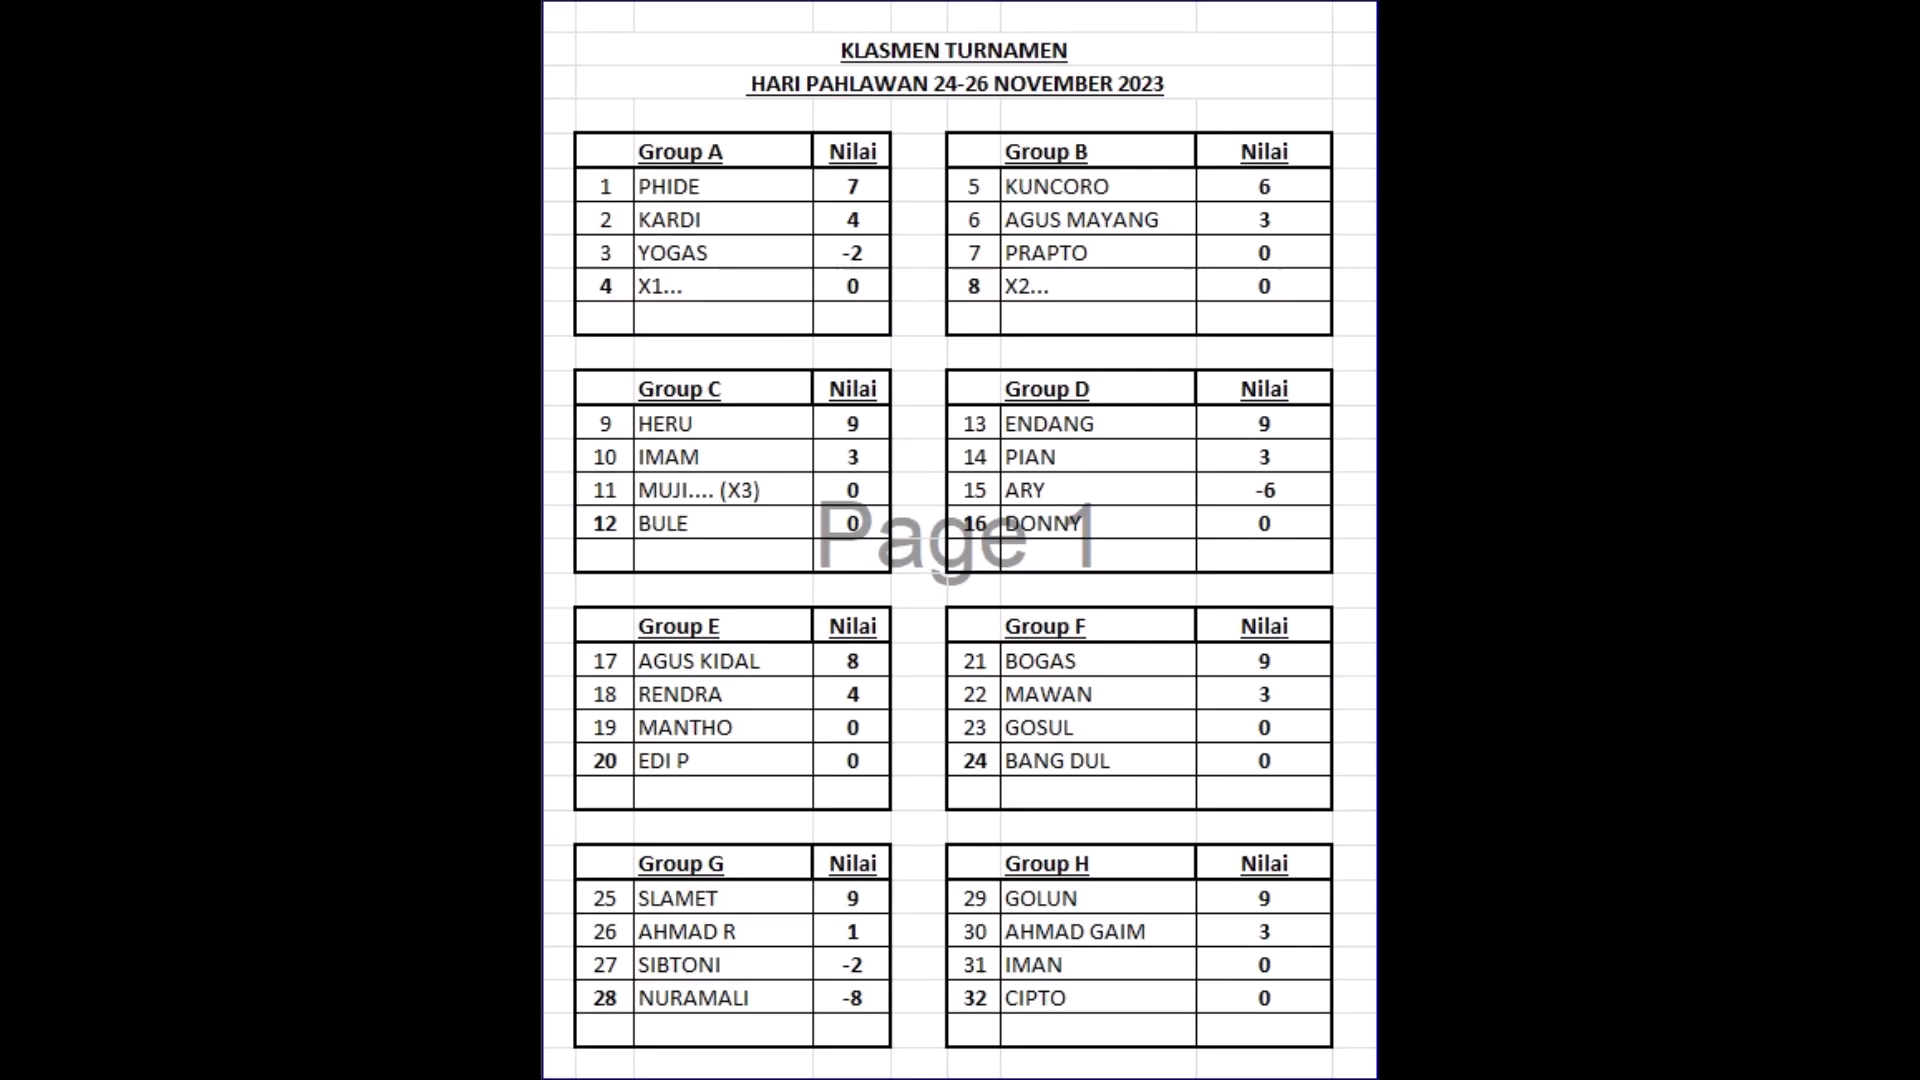 KLASMEN TURNAMEN
HARI PAHLAWAN 24-26 NOVEMBER 2023
Group A Nilai
1 PHIDE 7
2 KARDI 4
3 YOGAS -2
4 X1... 0
Group B Nilai
5 KUNCORO 6
6 AGUS MAYANG 3
7 PRAPTO 0
8 X2... 0
Group C Nilai
9 HERU 9
10 IMAM 3
11 MUJI.... (X3) 0
12 BULE 0
Group D Nilai
13 ENDANG 9
14 PIAN 3
15 ARY -6
16 DONNY 0
Page 1
Group E Nilai
17 AGUS KIDAL 8
18 RENDRA 4
19 MANTHO 0
20 EDI P 0
Group F Nilai
21 BOGAS 9
22 MAWAN 3
23 GOSUL 0
24 BANG DUL 0
Group G Nilai
25 SLAMET 9
26 AHMAD R 1
27 SIBTONI -2
28 NURAMALI -8
Group H Nilai
29 GOLUN 9
30 AHMAD GAIM 3
31 IMAN 0
32 CIPTO 0